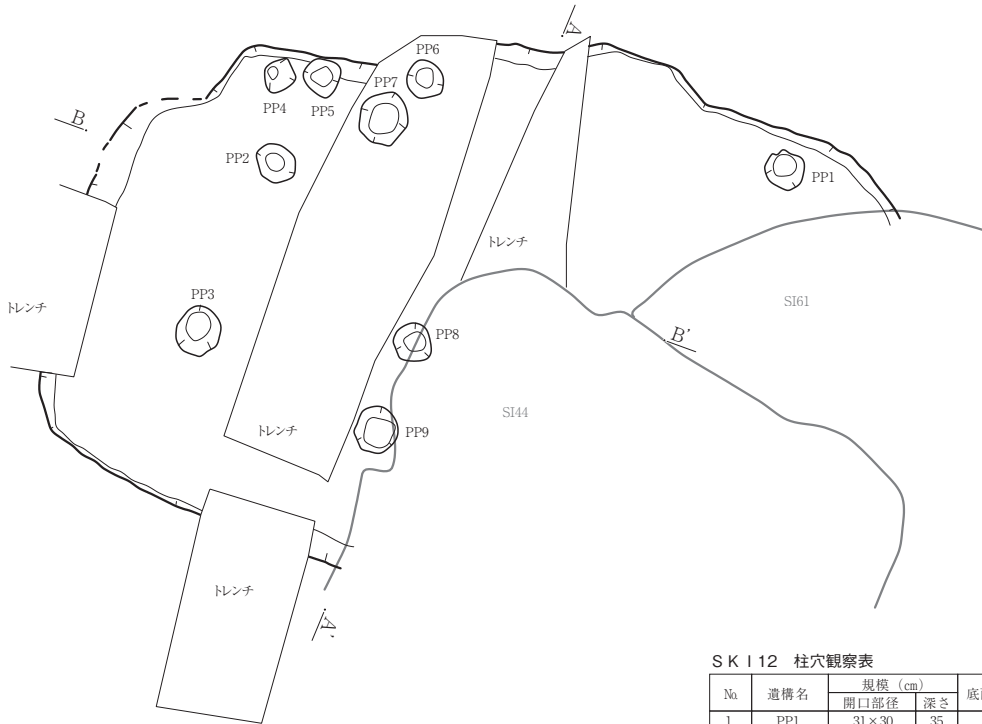 A
PP6
PP7
PP4
PP5
B
PP2
PP1
トレンチ
SI61
トレンチ
PP3
PP8
B'
SI44
PP9
トレンチ
トレンチ
A'
ＳＫⅠ12　柱穴観察表
№ 遺構名 規模（cm）
開口部径 深さ
1 PP1 31×30 35